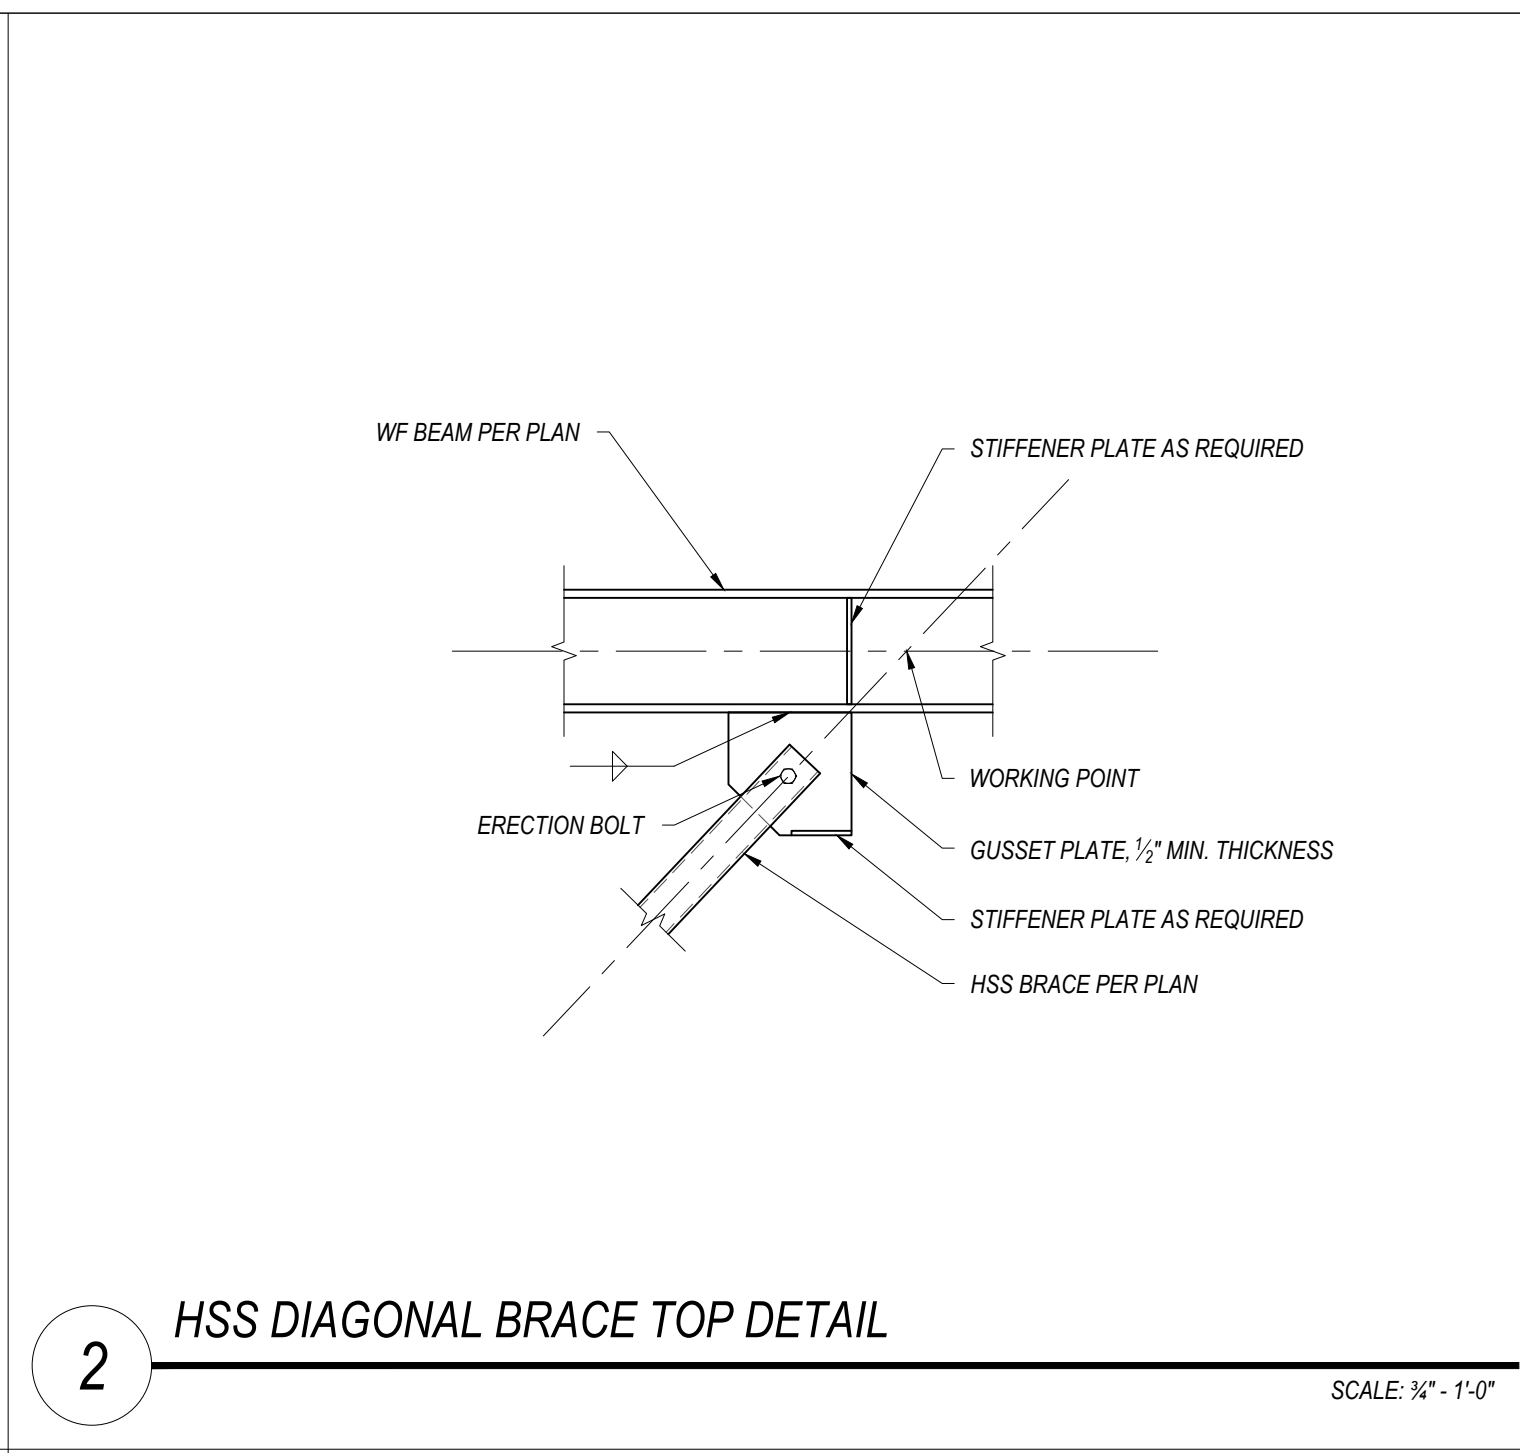 WF BEAM PER PLAN
STIFFENER PLATE AS REQUIRED
WORKING POINT
ERECTION BOLT
GUSSET PLATE, ½" MIN. THICKNESS
STIFFENER PLATE AS REQUIRED
HSS BRACE PER PLAN
2
HSS DIAGONAL BRACE TOP DETAIL
SCALE: ¾" - 1'-0"